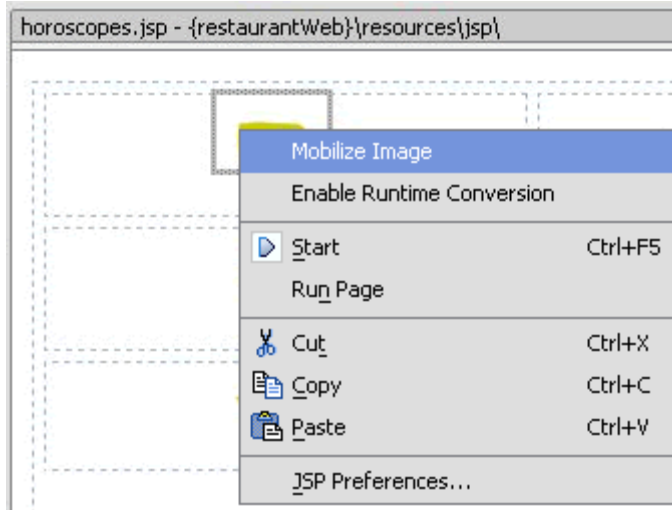 horoscopes.jsp - {restaurantWeb}\resources\jsp\
Mobilize Image
Enable Runtime Conversion
Start Ctrl+F5
Run Page
Cut Ctrl+X
Copy Ctrl+C
Paste Ctrl+V
JSP Preferences...